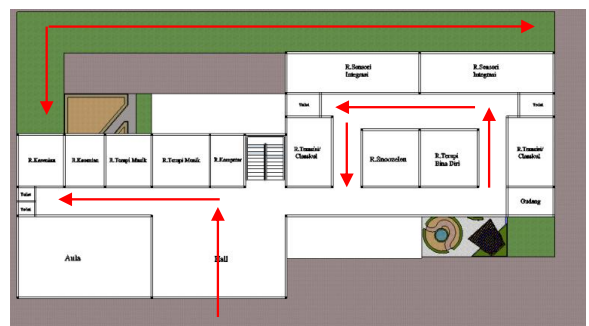 R.Sensori
Integrasi
R.Sensori
Integrasi
Toilet
Toilet
R.Kesenian
R.Kesenian
R.Terapi Musik
R.Terapi Musik
R.Komputer
R.Transisi/
Classical
R.Snoozelen
R.Terapi
Bina Diri
R.Transisi/
Classical
Toilet
Toilet
Gudang
Aula
Hall